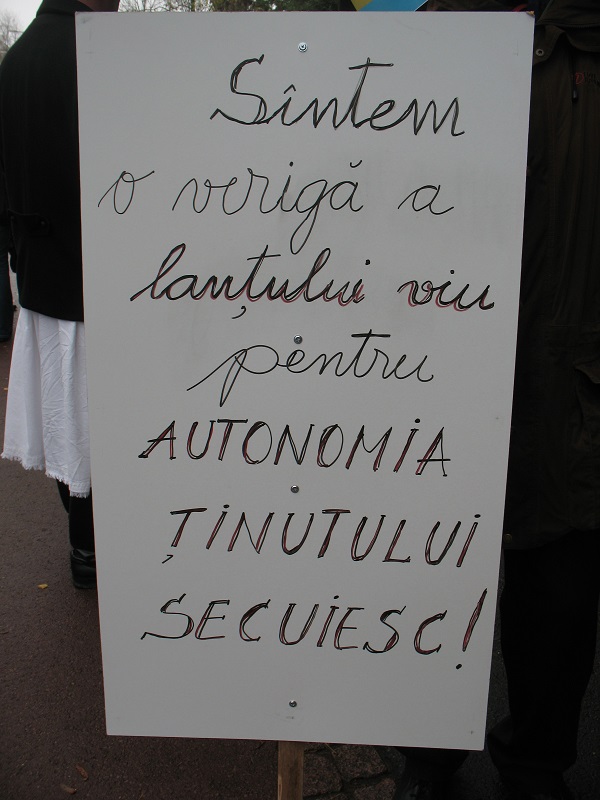 Sîntem
o verigă a
lanțului viu
pentru
AUTONOMiA
ȚiNUTULUi
SECUiESC!